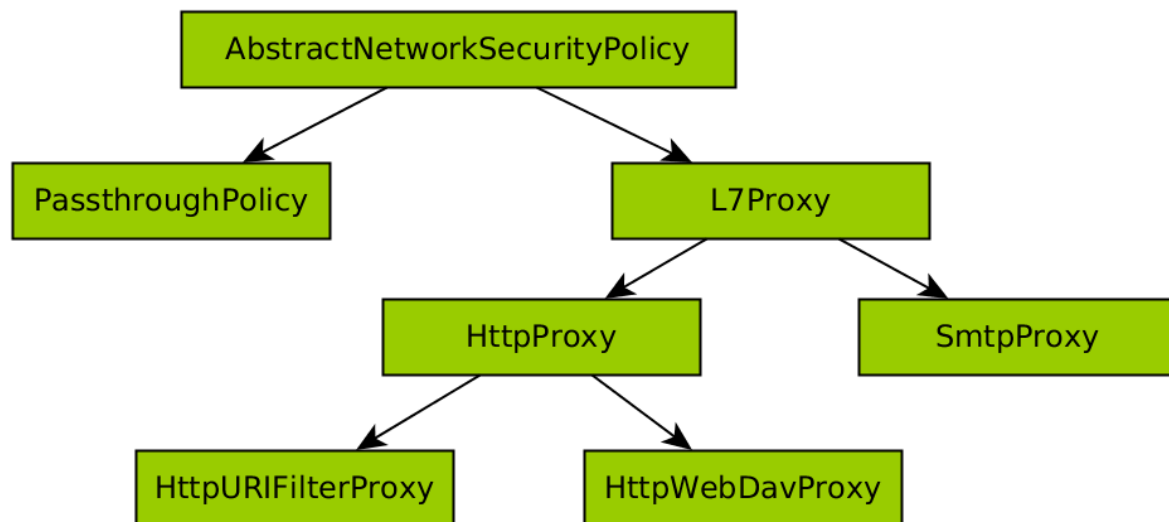 AbstractNetworkSecurityPolicy
PassthroughPolicy
L7Proxy
HttpProxy
SmtpProxy
HttpURIFilterProxy
HttpWebDavProxy